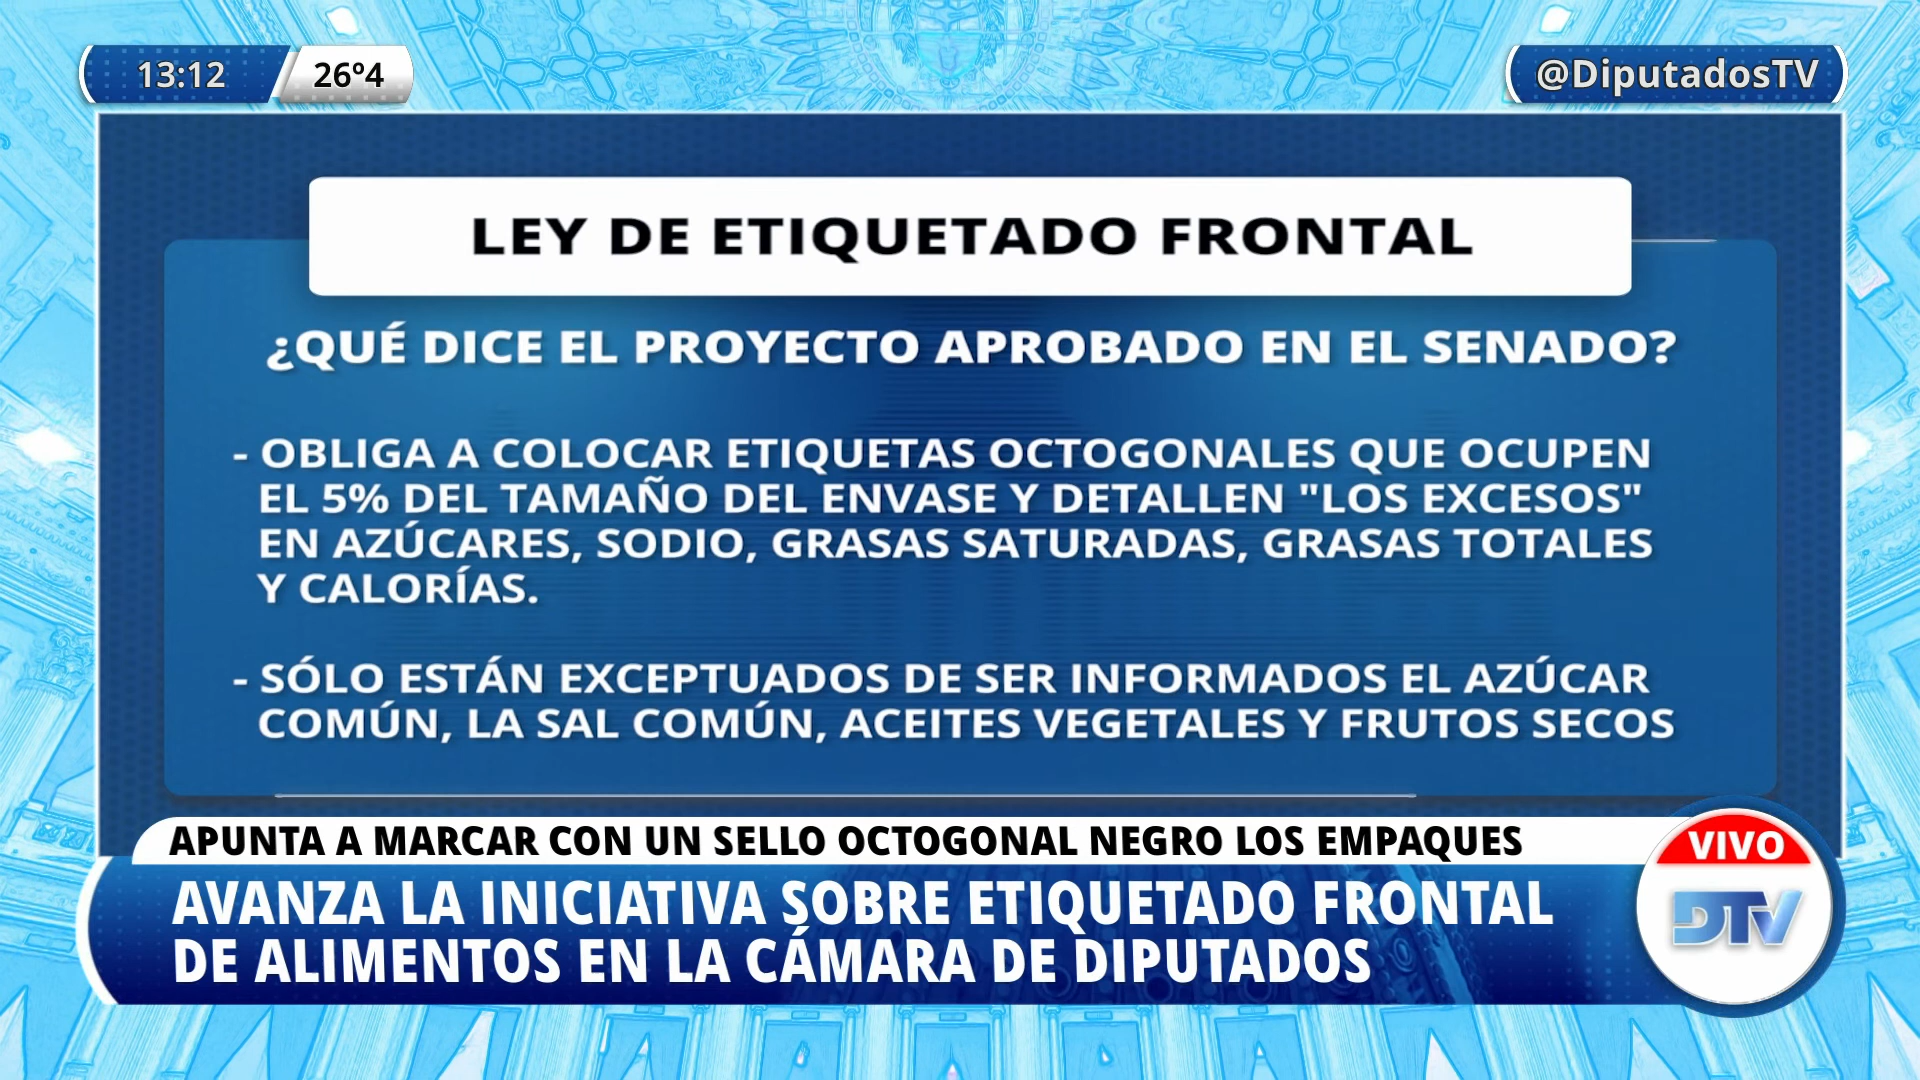 13:12
26º4
@DiputadosTV
LEY DE ETIQUETADO FRONTAL
¿QUÉ DICE EL PROYECTO APROBADO EN EL SENADO?
- OBLIGA A COLOCAR ETIQUETAS OCTOGONALES QUE OCUPEN
EL 5% DEL TAMAÑO DEL ENVASE Y DETALLEN "LOS EXCESOS"
EN AZÚCARES, SODIO, GRASAS SATURADAS, GRASAS TOTALES
Y CALORÍAS.
- SÓLO ESTÁN EXCEPTUADOS DE SER INFORMADOS EL AZÚCAR
COMÚN, LA SAL COMÚN, ACEITES VEGETALES Y FRUTOS SECOS
APUNTA A MARCAR CON UN SELLO OCTOGONAL NEGRO LOS EMPAQUES
AVANZA LA INICIATIVA SOBRE ETIQUETADO FRONTAL
DE ALIMENTOS EN LA CÁMARA DE DIPUTADOS
VIVO
DTV